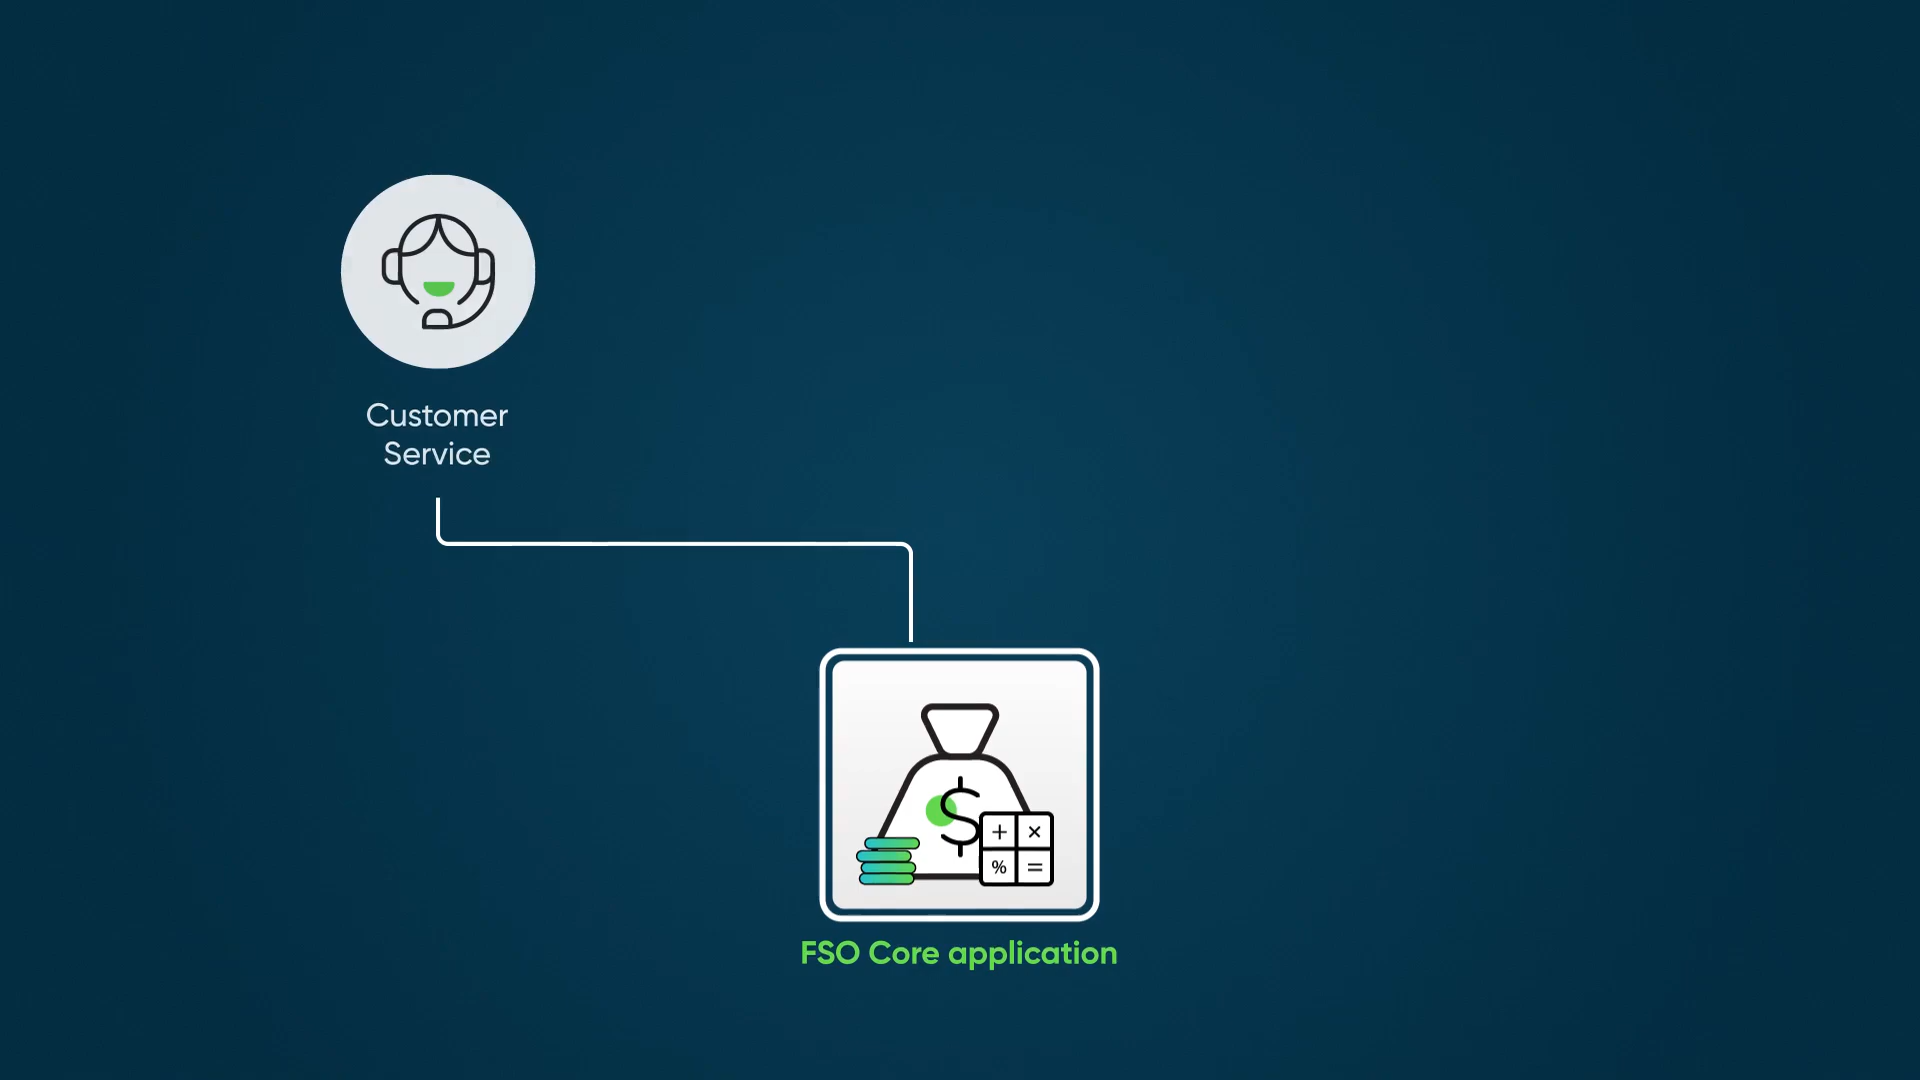 Customer
Service
$
+ ×
% =
FSO Core application